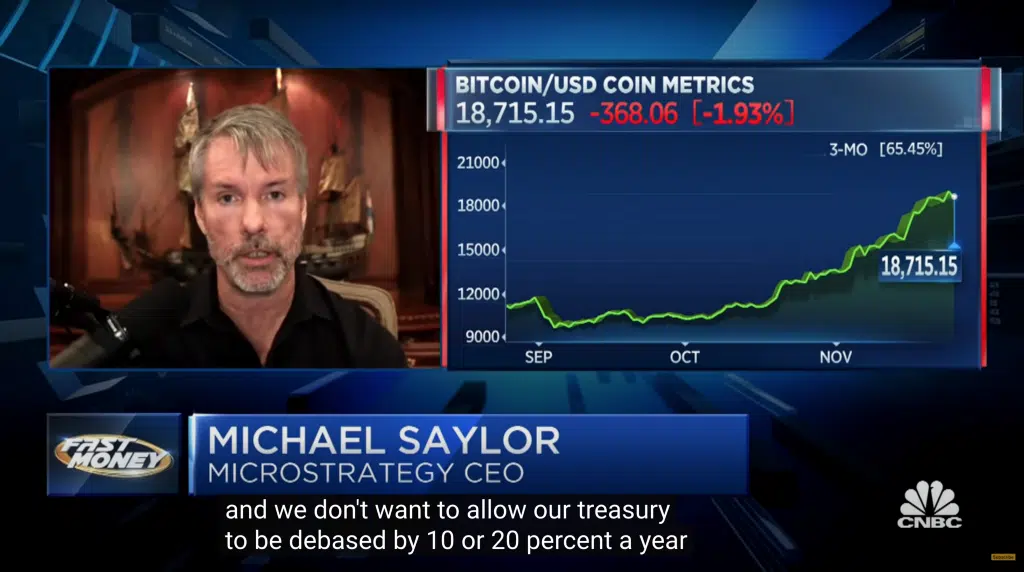 BITCOIN/USD COIN METRICS
18,715.15 -368.06 [-1.93%]
3-MO [65.45%]
21000
18000
15000
12000
9000
18,715.15
SEP OCT NOV
FAST
MONEY
MICHAEL SAYLOR
MICROSTRATEGY CEO
and we don't want to allow our treasury
to be debased by 10 or 20 percent a year
CNBC